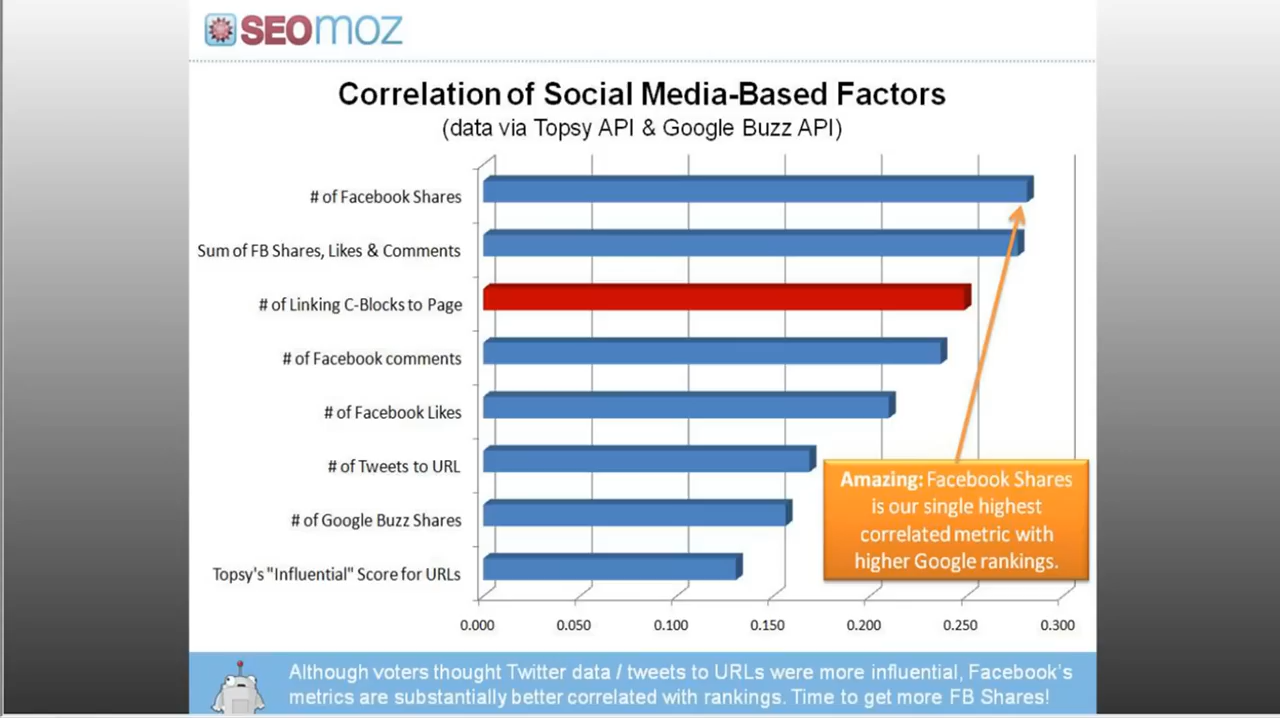 SEOmoz
Correlation of Social Media-Based Factors
(data via Topsy API & Google Buzz API)
# of Facebook Shares
Sum of FB Shares, Likes & Comments
# of Linking C-Blocks to Page
# of Facebook comments
# of Facebook Likes
# of Tweets to URL
# of Google Buzz Shares
Topsy's "Influential" Score for URLs
Amazing: Facebook Shares
is our single highest
correlated metric with
higher Google rankings.
0.000 0.050 0.100 0.150 0.200 0.250 0.300
Although voters thought Twitter data / tweets to URLs were more influential, Facebook's
metrics are substantially better correlated with rankings. Time to get more FB Shares!